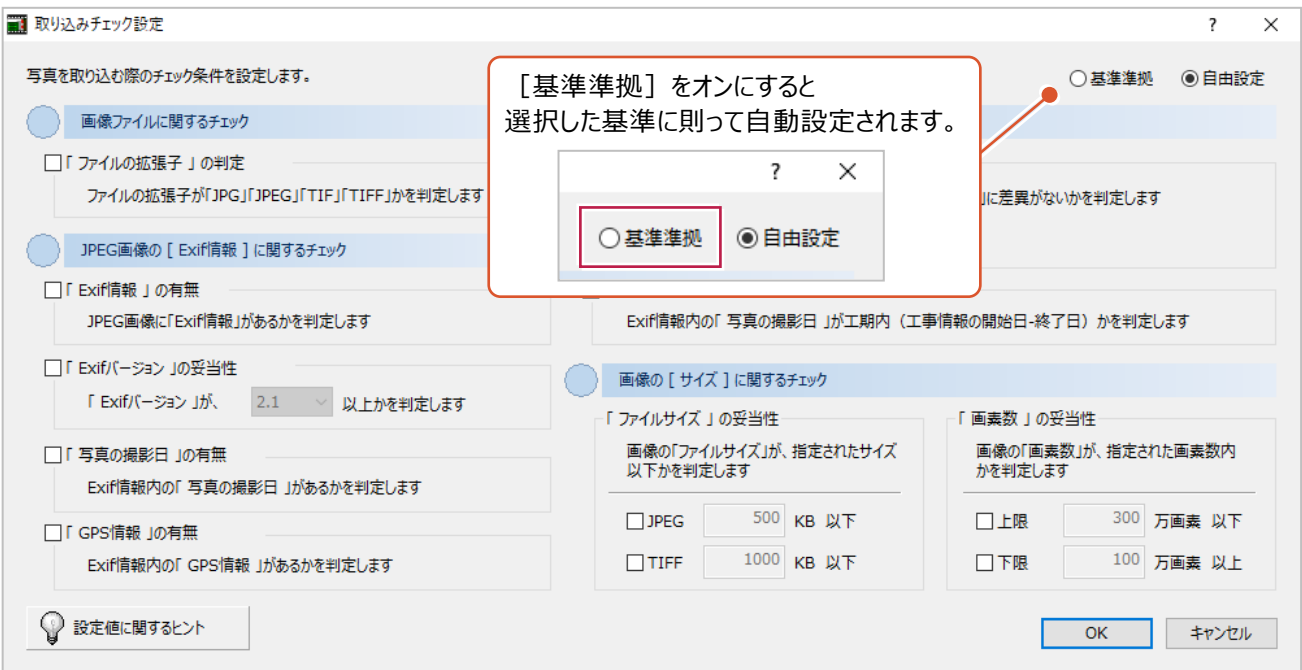 取り込みチェック設定
?
写真を取り込む際のチェック条件を設定します。
基準準拠
自由設定
［基準準拠］をオンにすると
選択した基準に則って自動設定されます。
?
基準準拠
自由設定
画像ファイルに関するチェック
「 ファイルの拡張子 」の判定
ファイルの拡張子が「JPG」「JPEG」「TIF」「TIFF」かを判定します
」に差異がないかを判定します
JPEG画像の [ Exif情報 ] に関するチェック
「 Exif情報 」の有無
JPEG画像に「Exif情報」があるかを判定します
Exif情報内の「 写真の撮影日 」が工期内（工事情報の開始日-終了日）かを判定します
「 Exifバージョン 」の妥当性
「 Exifバージョン 」が、 2.1 以上かを判定します
「 写真の撮影日 」の有無
Exif情報内の「 写真の撮影日 」があるかを判定します
「 GPS情報 」の有無
Exif情報内の「 GPS情報 」があるかを判定します
画像の [ サイズ ] に関するチェック
「 ファイルサイズ 」の妥当性
画像の「ファイルサイズ」が、指定されたサイズ
以下かを判定します
JPEG 500 KB 以下
TIFF 1000 KB 以下
「 画素数 」の妥当性
画像の「画素数」が、指定された画素数内
かを判定します
上限 300 万画素 以下
下限 100 万画素 以上
設定値に関するヒント
OK
キャンセル